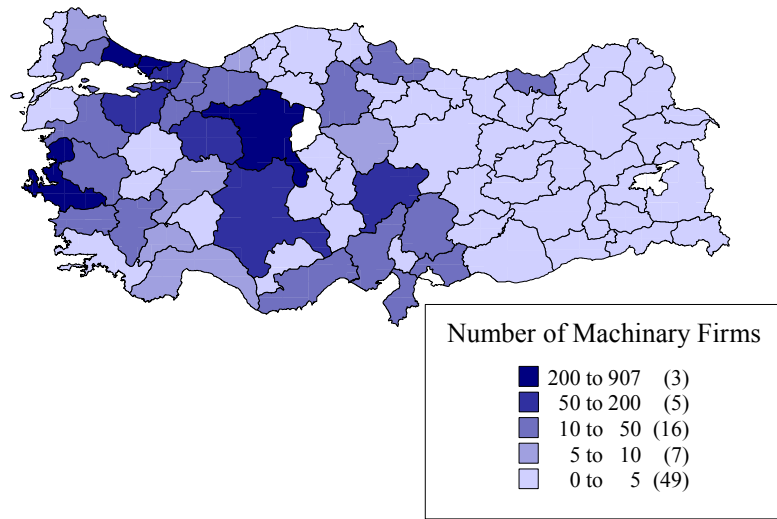 Number of Machinary Firms
200 to 907 (3)
50 to 200 (5)
10 to 50 (16)
5 to 10 (7)
0 to 5 (49)